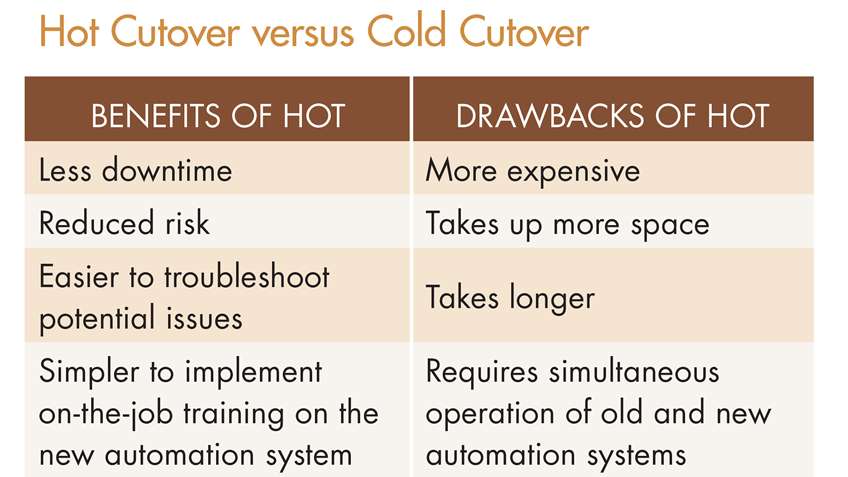 Hot Cutover versus Cold Cutover
BENEFITS OF HOT
DRAWBACKS OF HOT
Less downtime
More expensive
Reduced risk
Takes up more space
Easier to troubleshoot
potential issues
Takes longer
Simpler to implement
on-the-job training on the
new automation system
Requires simultaneous
operation of old and new
automation systems